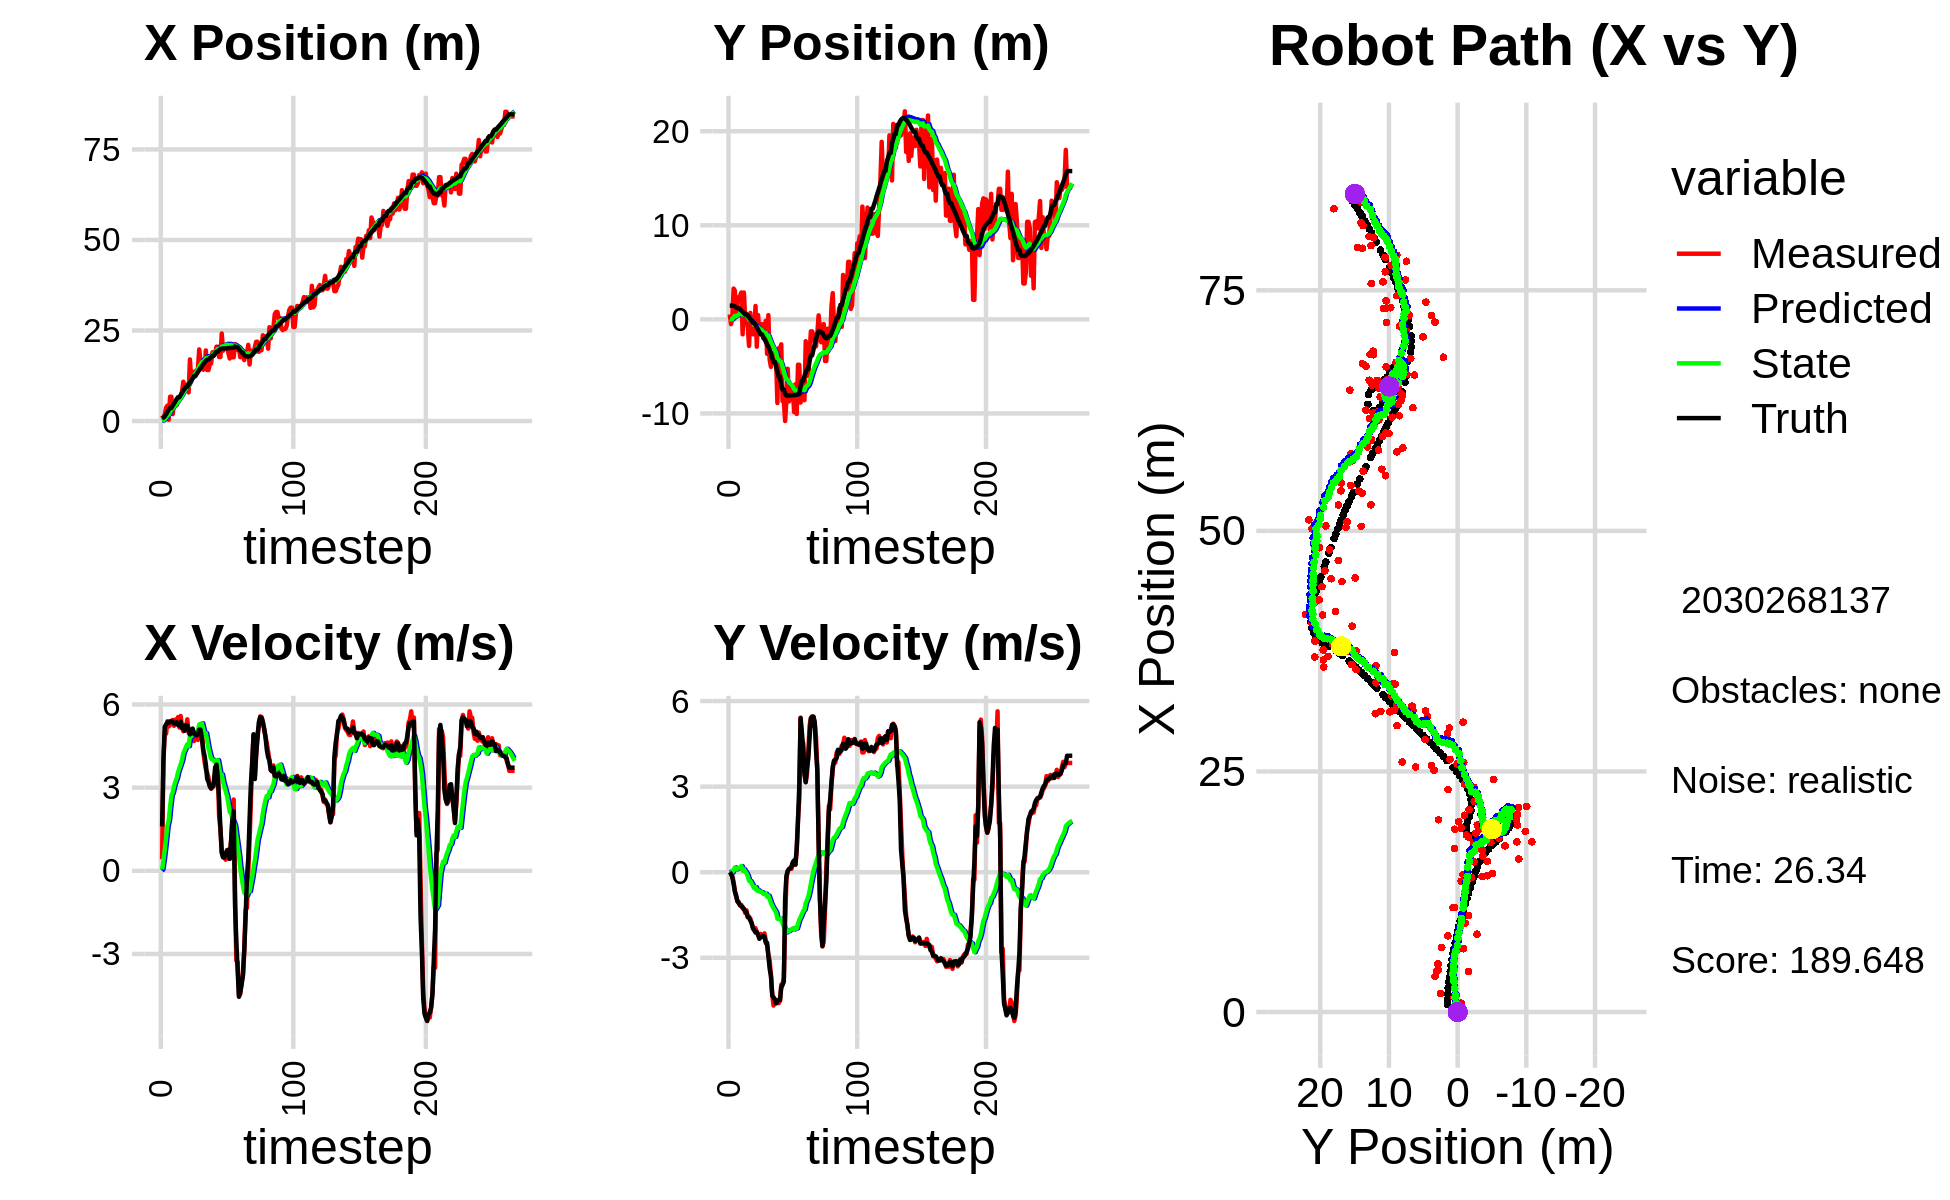 X Position (m)
75
50
25
0
0
100
200
timestep
Y Position (m)
20
10
0
-10
0
100
200
timestep
X Velocity (m/s)
6
3
0
-3
0
100
200
timestep
Y Velocity (m/s)
6
3
0
-3
0
100
200
timestep
Robot Path (X vs Y)
X Position (m)
75
50
25
0
20 10 0 -10 -20
Y Position (m)
variable
Measured
Predicted
State
Truth
2030268137
Obstacles: none
Noise: realistic
Time: 26.34
Score: 189.648